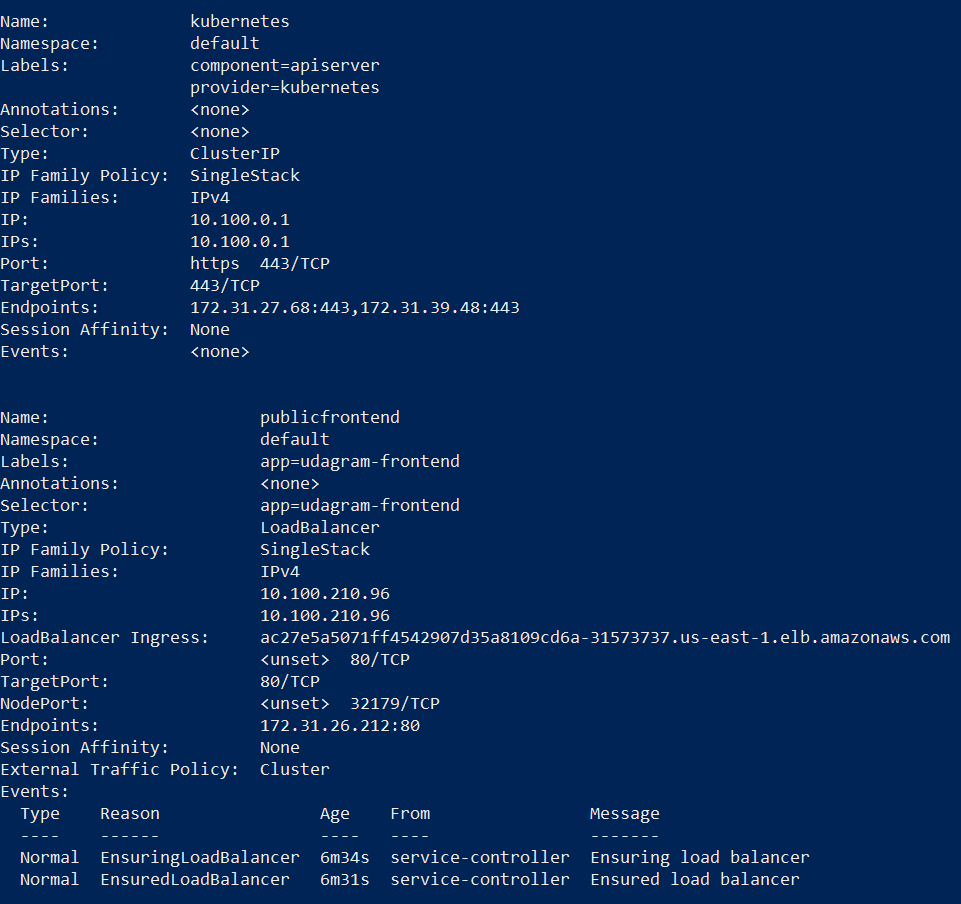 Name:              kubernetes
Namespace:         default
Labels:            component=apiserver
                   provider=kubernetes
Annotations:       <none>
Selector:          <none>
Type:              ClusterIP
IP Family Policy:  SingleStack
IP Families:       IPv4
IP:                10.100.0.1
IPs:               10.100.0.1
Port:              https  443/TCP
TargetPort:        443/TCP
Endpoints:         172.31.27.68:443,172.31.39.48:443
Session Affinity:  None
Events:            <none>

Name:                     publicfrontend
Namespace:                default
Labels:                   app=udagram-frontend
Annotations:              <none>
Selector:                 app=udagram-frontend
Type:                     LoadBalancer
IP Family Policy:         SingleStack
IP Families:              IPv4
IP:                       10.100.210.96
IPs:                      10.100.210.96
LoadBalancer Ingress:     ac27e5a5071ff4542907d35a8109cd6a-31573737.us-east-1.elb.amazonaws.com
Port:                     <unset>  80/TCP
TargetPort:               80/TCP
NodePort:                 <unset>  32179/TCP
Endpoints:                172.31.26.212:80
Session Affinity:         None
External Traffic Policy:  Cluster
Events:
  Type    Reason                Age    From                Message
  ----    ------                ----   ----                -------
  Normal  EnsuringLoadBalancer  6m34s  service-controller  Ensuring load balancer
  Normal  EnsuredLoadBalancer   6m31s  service-controller  Ensured load balancer